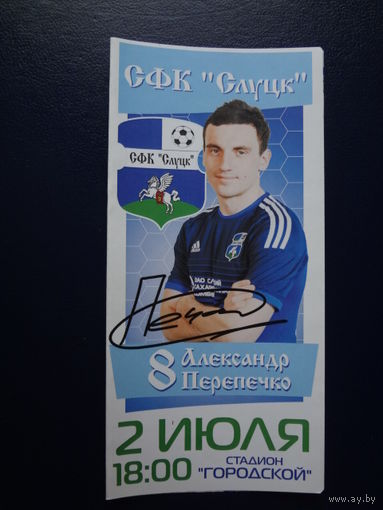 СФК "Слуцк"
СФК "Слуцк"
8 Александр
Перепечко
2 ИЮЛЯ
18:00 СТАДИОН
"ГОРОДСКОЙ"
www.ay.by